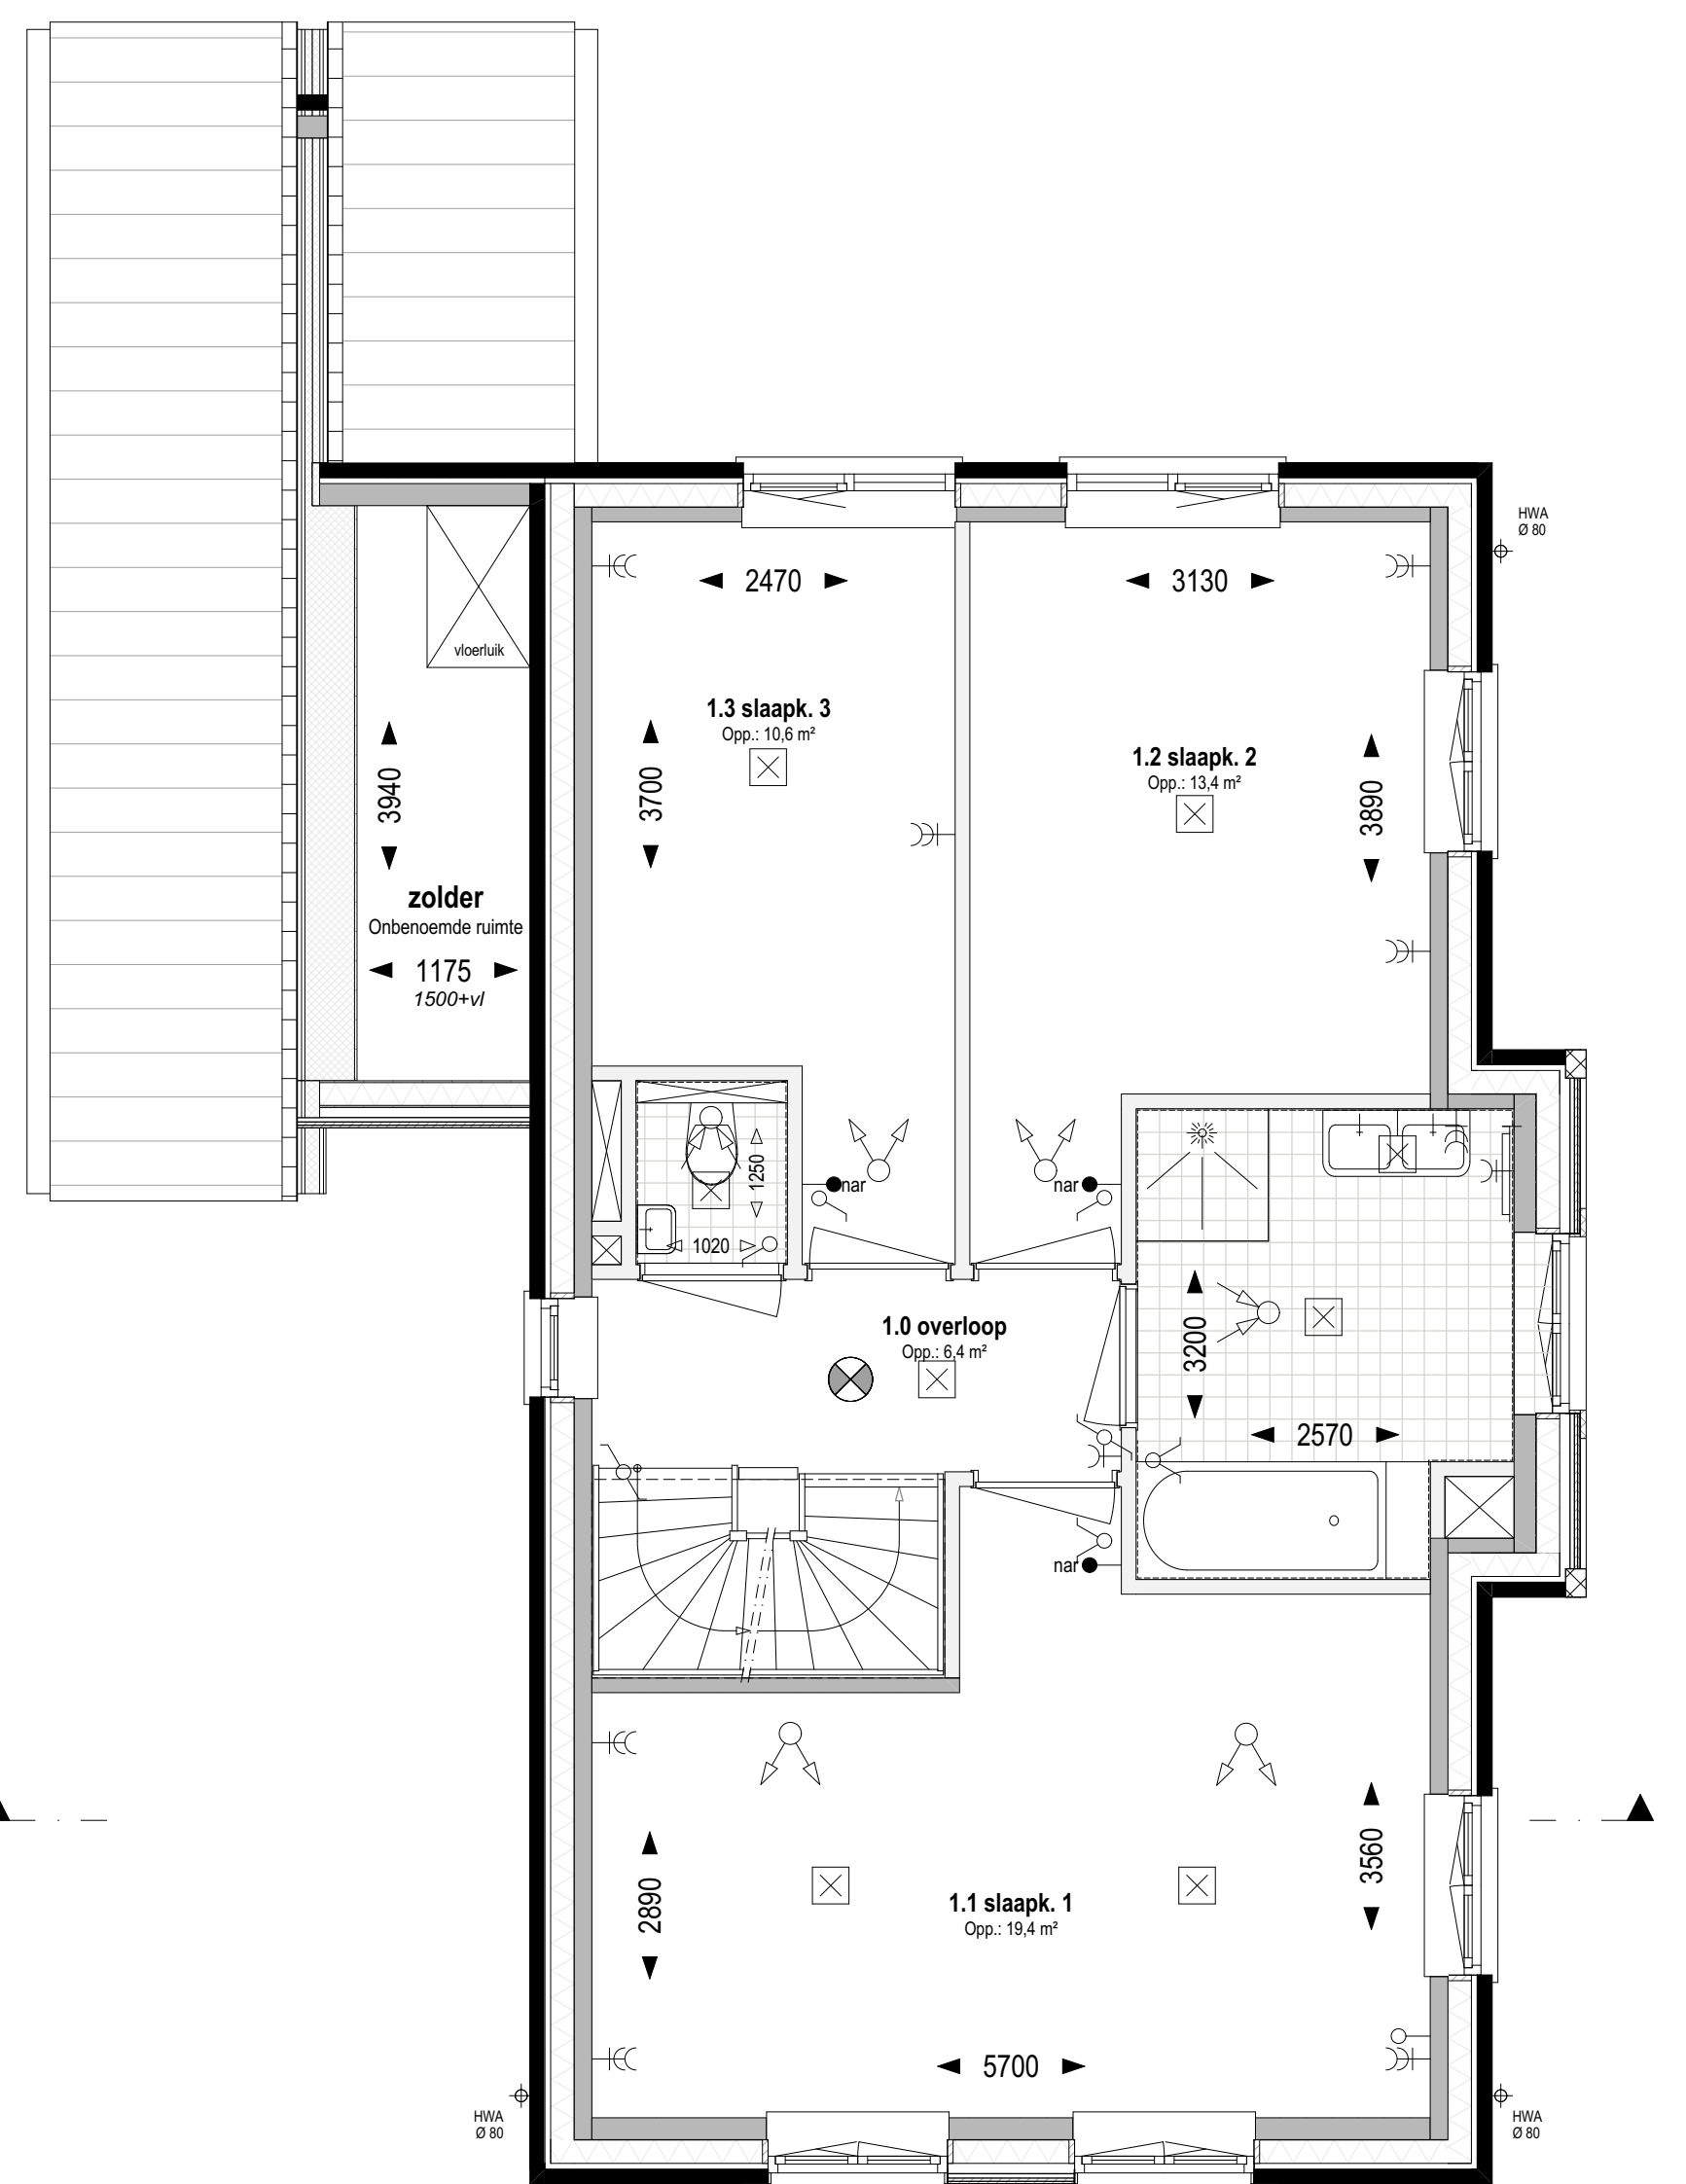 HWA
Ø 80
2470
3130
vloerluik
1.3 slaapk. 3
Opp.: 10,6 m²
1.2 slaapk. 2
Opp.: 13,4 m²
3940
3700
3890
zolder
Onbenoemde ruimte
1175
1500+vl
1250
nar
nar
1020
1.0 overloop
Opp.: 6,4 m²
3200
2570
nar
2890
3560
1.1 slaapk. 1
Opp.: 19,4 m²
5700
HWA
Ø 80
HWA
Ø 80